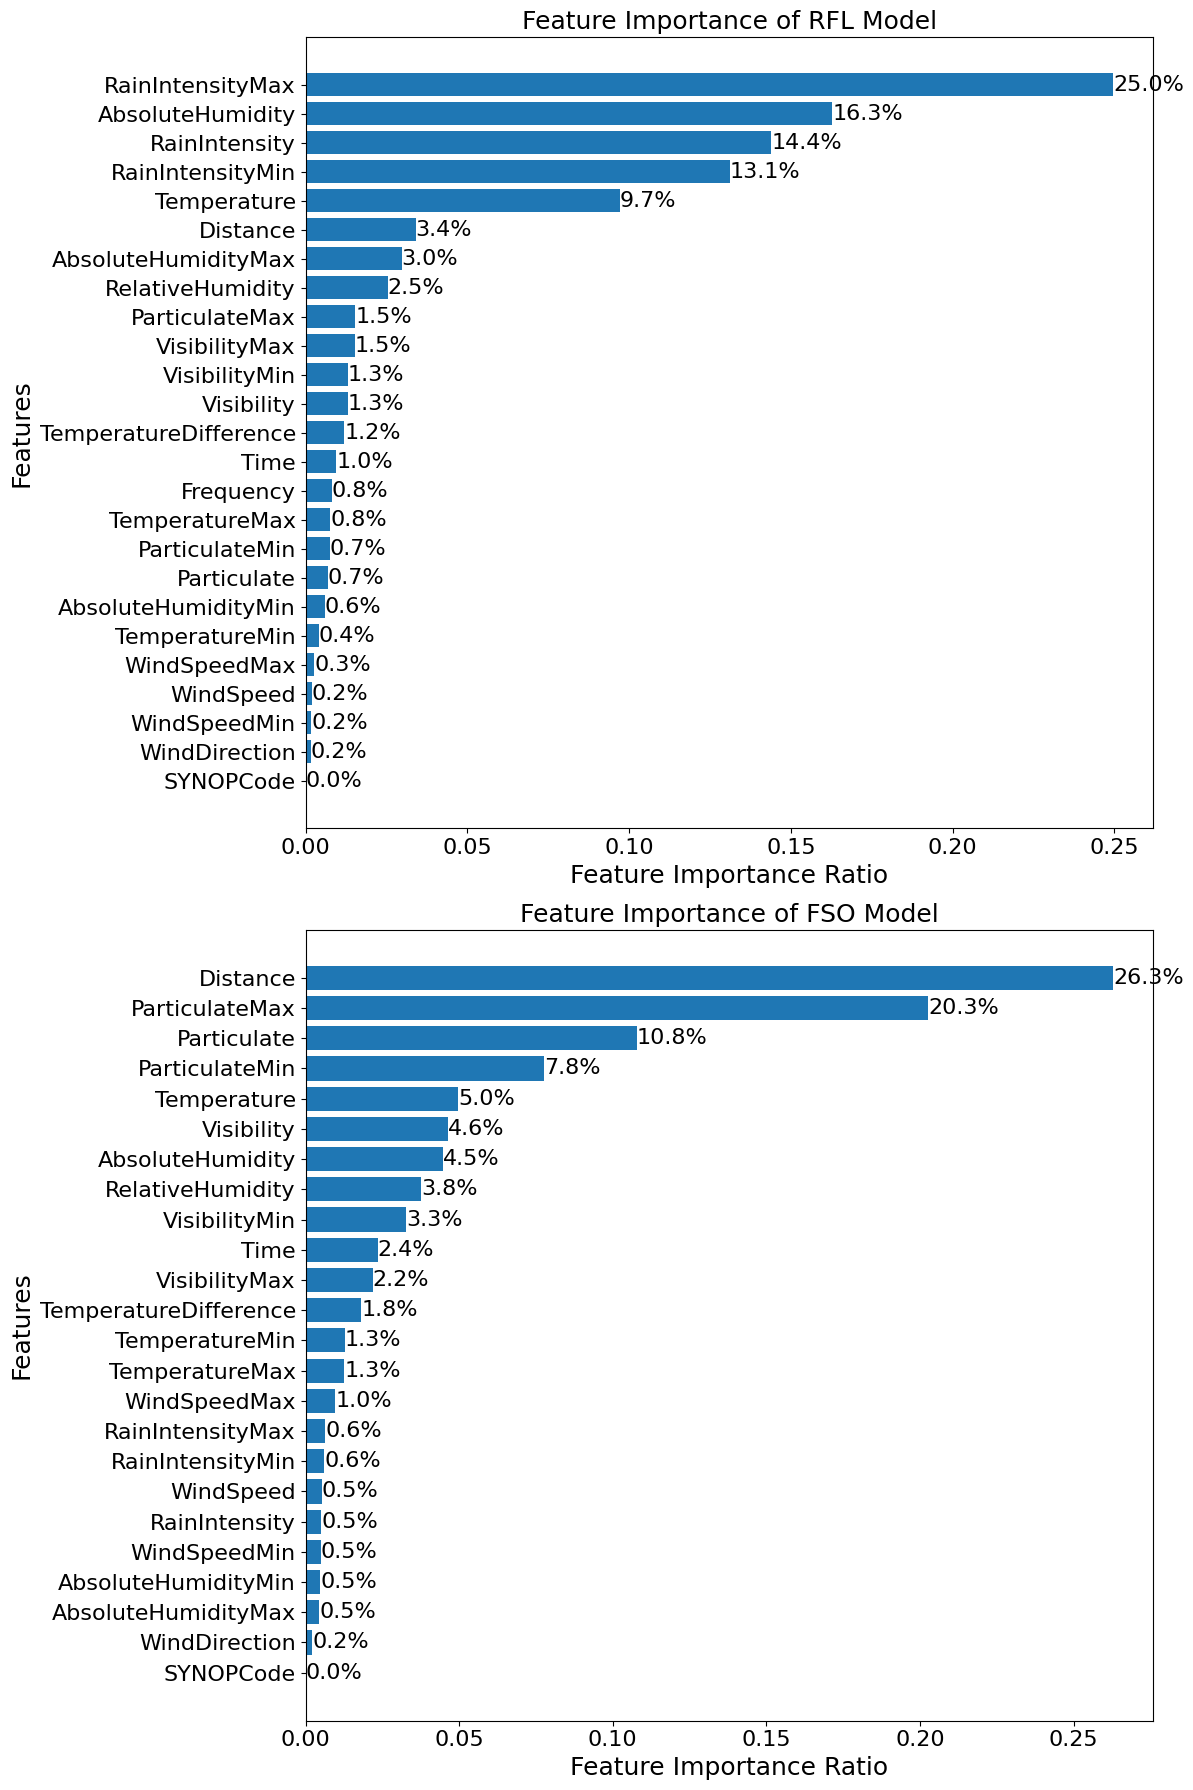 Feature Importance of RFL Model
RainIntensityMax 25.0%
AbsoluteHumidity 16.3%
RainIntensity 14.4%
RainIntensityMin 13.1%
Temperature 9.7%
Distance 3.4%
AbsoluteHumidityMax 3.0%
RelativeHumidity 2.5%
ParticulateMax 1.5%
VisibilityMax 1.5%
VisibilityMin 1.3%
Visibility 1.3%
TemperatureDifference 1.2%
Time 1.0%
Frequency 0.8%
TemperatureMax 0.8%
ParticulateMin 0.7%
Particulate 0.7%
AbsoluteHumidityMin 0.6%
TemperatureMin 0.4%
WindSpeedMax 0.3%
WindSpeed 0.2%
WindSpeedMin 0.2%
WindDirection 0.2%
SYNOPCode 0.0%
Features
0.00 0.05 0.10 0.15 0.20 0.25
Feature Importance Ratio
Feature Importance of FSO Model
Distance 26.3%
ParticulateMax 20.3%
Particulate 10.8%
ParticulateMin 7.8%
Temperature 5.0%
Visibility 4.6%
AbsoluteHumidity 4.5%
RelativeHumidity 3.8%
VisibilityMin 3.3%
Time 2.4%
VisibilityMax 2.2%
TemperatureDifference 1.8%
TemperatureMin 1.3%
TemperatureMax 1.3%
WindSpeedMax 1.0%
RainIntensityMax 0.6%
RainIntensityMin 0.6%
WindSpeed 0.5%
RainIntensity 0.5%
WindSpeedMin 0.5%
AbsoluteHumidityMin 0.5%
AbsoluteHumidityMax 0.5%
WindDirection 0.2%
SYNOPCode 0.0%
Features
0.00 0.05 0.10 0.15 0.20 0.25
Feature Importance Ratio